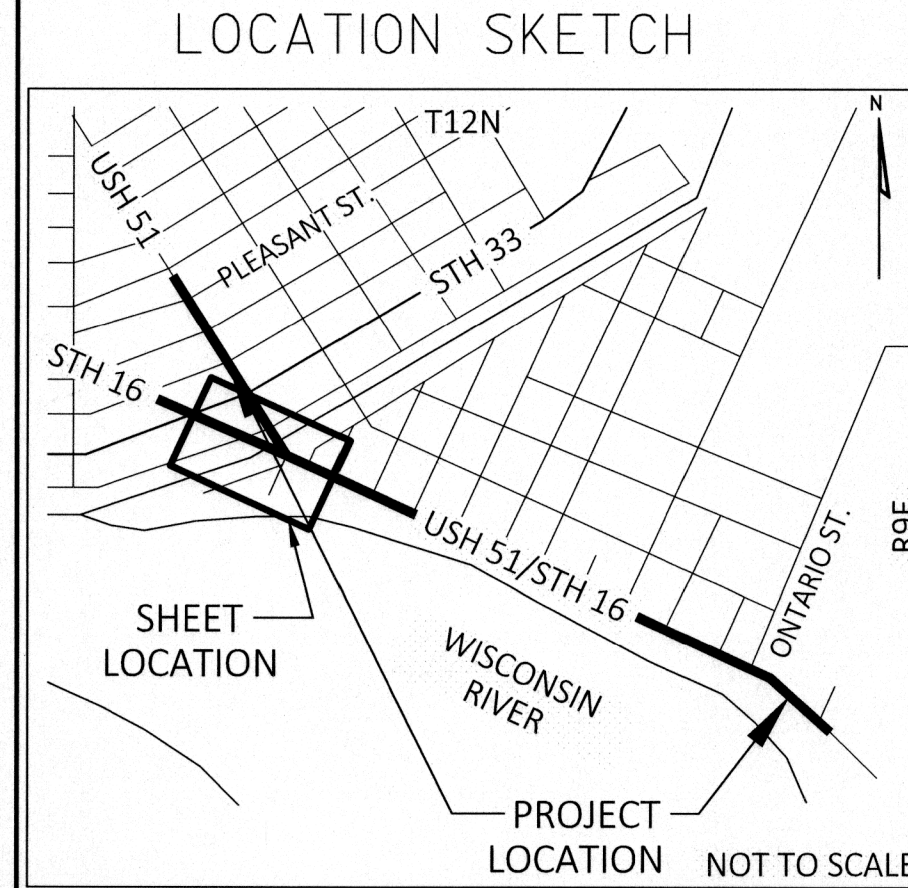 LOCATION SKETCH
T12N
N
USH 51
PLEASANT ST.
STH 33
STH 16
USH 51/STH 16
ONTARIO ST.
R9E
SHEET
LOCATION
WISCONSIN
RIVER
PROJECT
LOCATION
NOT TO SCALE